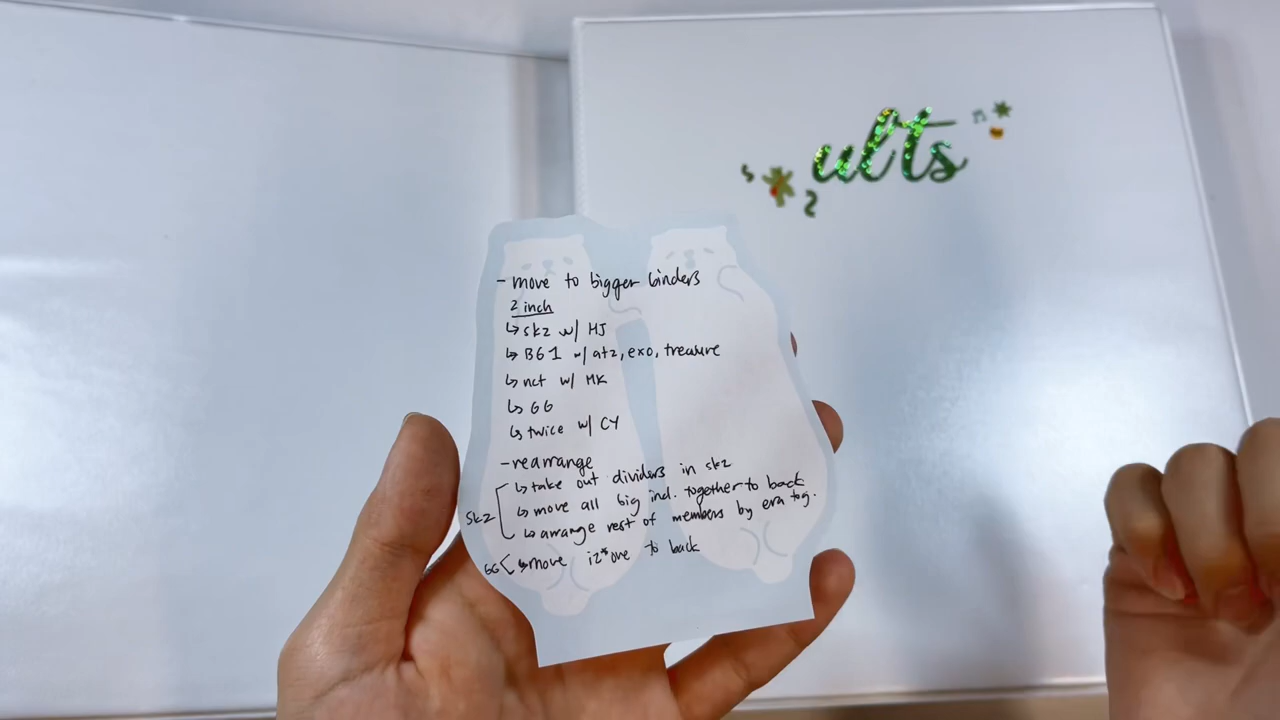 ults
- move to bigger binders
2 inch
↳ skz w/ HJ
↳ BG1 w/ atz, exo, treasure
↳ nct w/ MK
↳ GG
↳ twice w/ CY
- rearrange
↳ take out dividers in skz
↳ move all big ind. together to back
SKZ
↳ arrange rest of members by era tog.
GG ↳ move iz*one to back